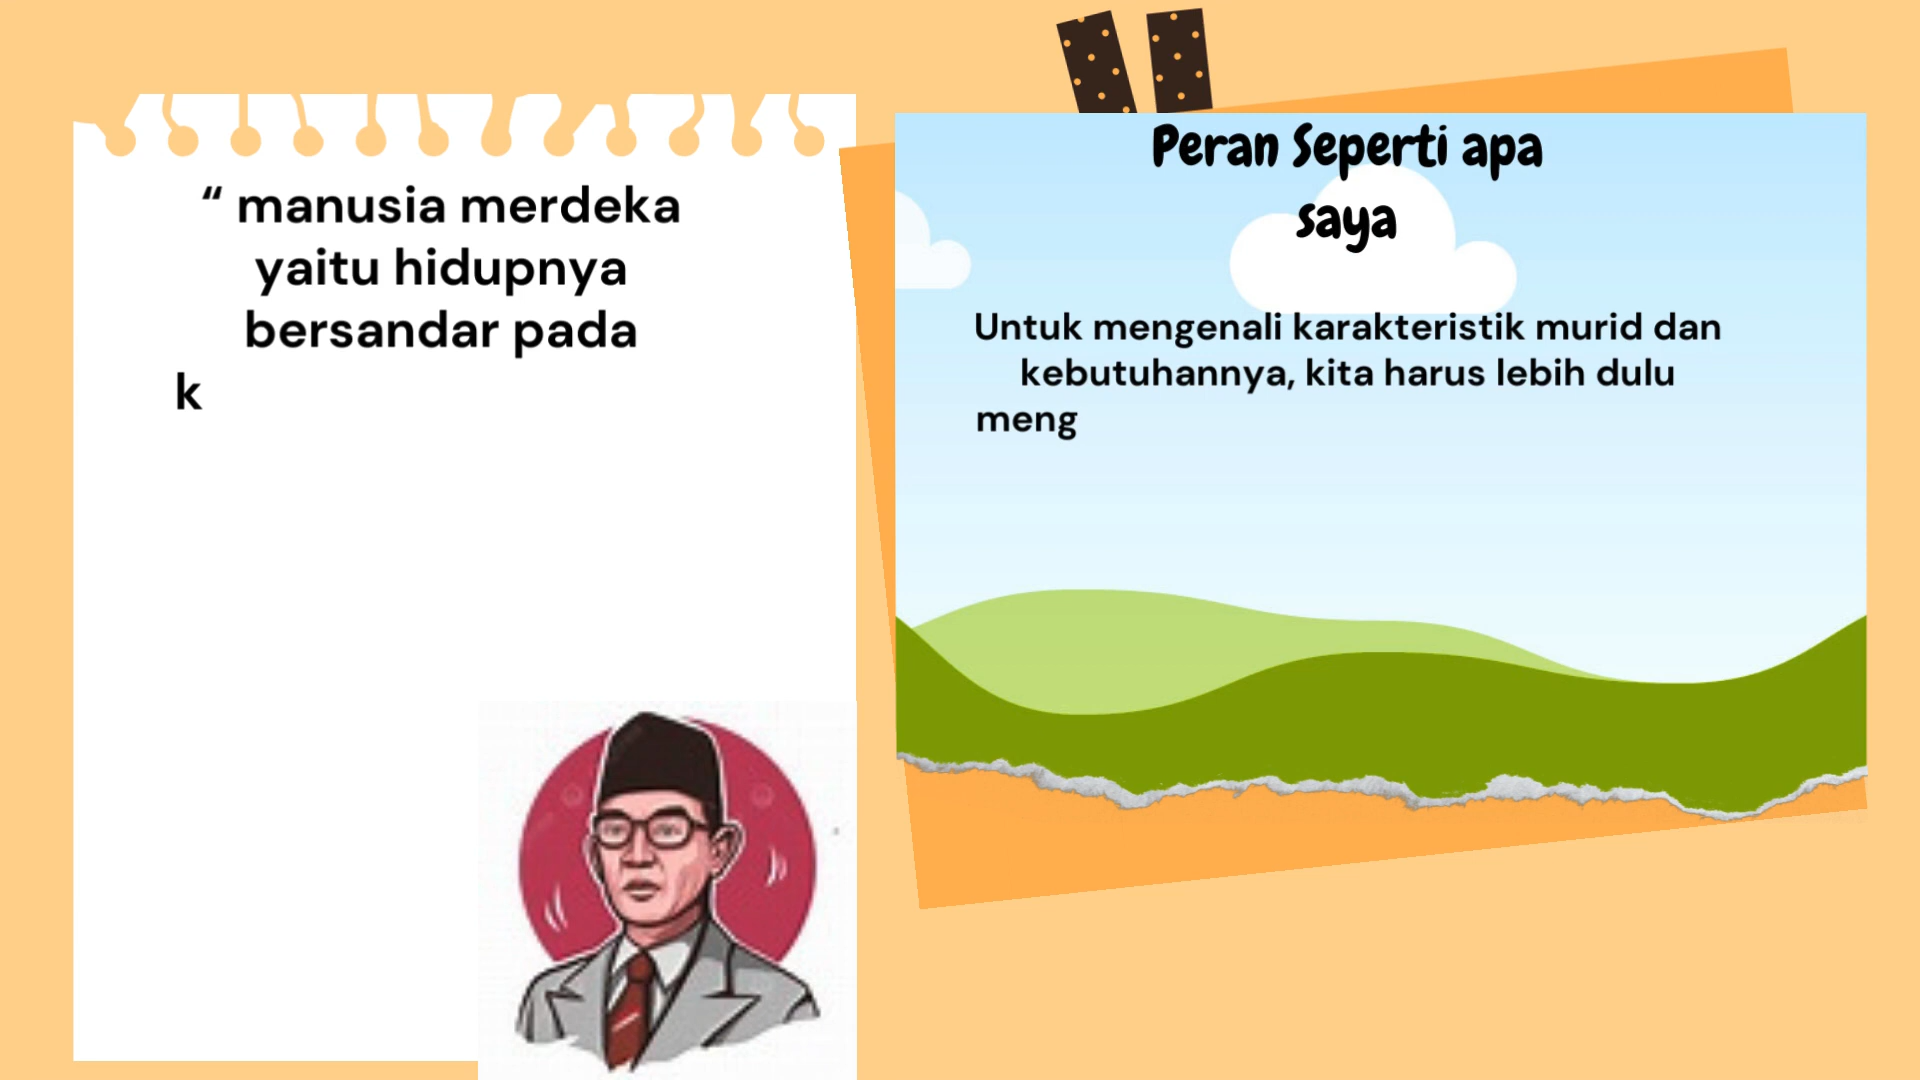 “ manusia merdeka
yaitu hidupnya
bersandar pada
k
Peran Seperti apa
saya
Untuk mengenali karakteristik murid dan
kebutuhannya, kita harus lebih dulu
meng